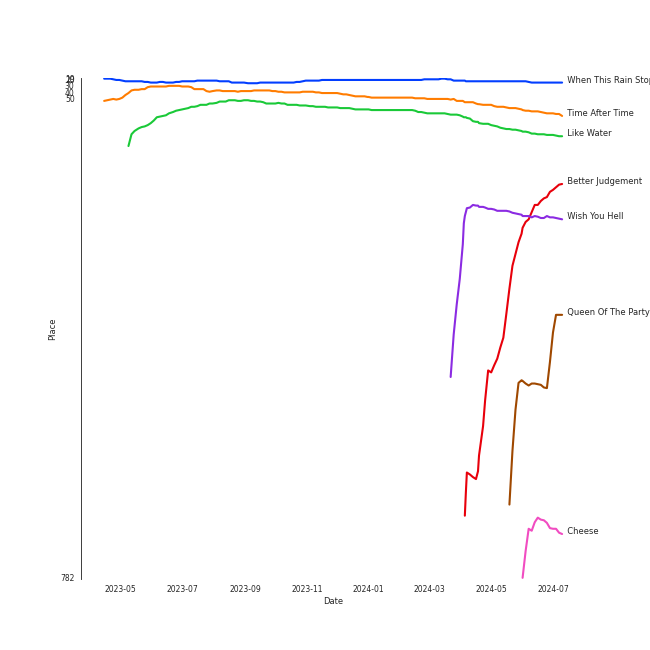 50
When This Rain Stop
Time After Time
Like Water
Better Judgement
Wish You Hell
Queen Of The Party
Cheese
Place
782
2023-05 2023-07 2023-09 2023-11 2024-01 2024-03 2024-05 2024-07
Date